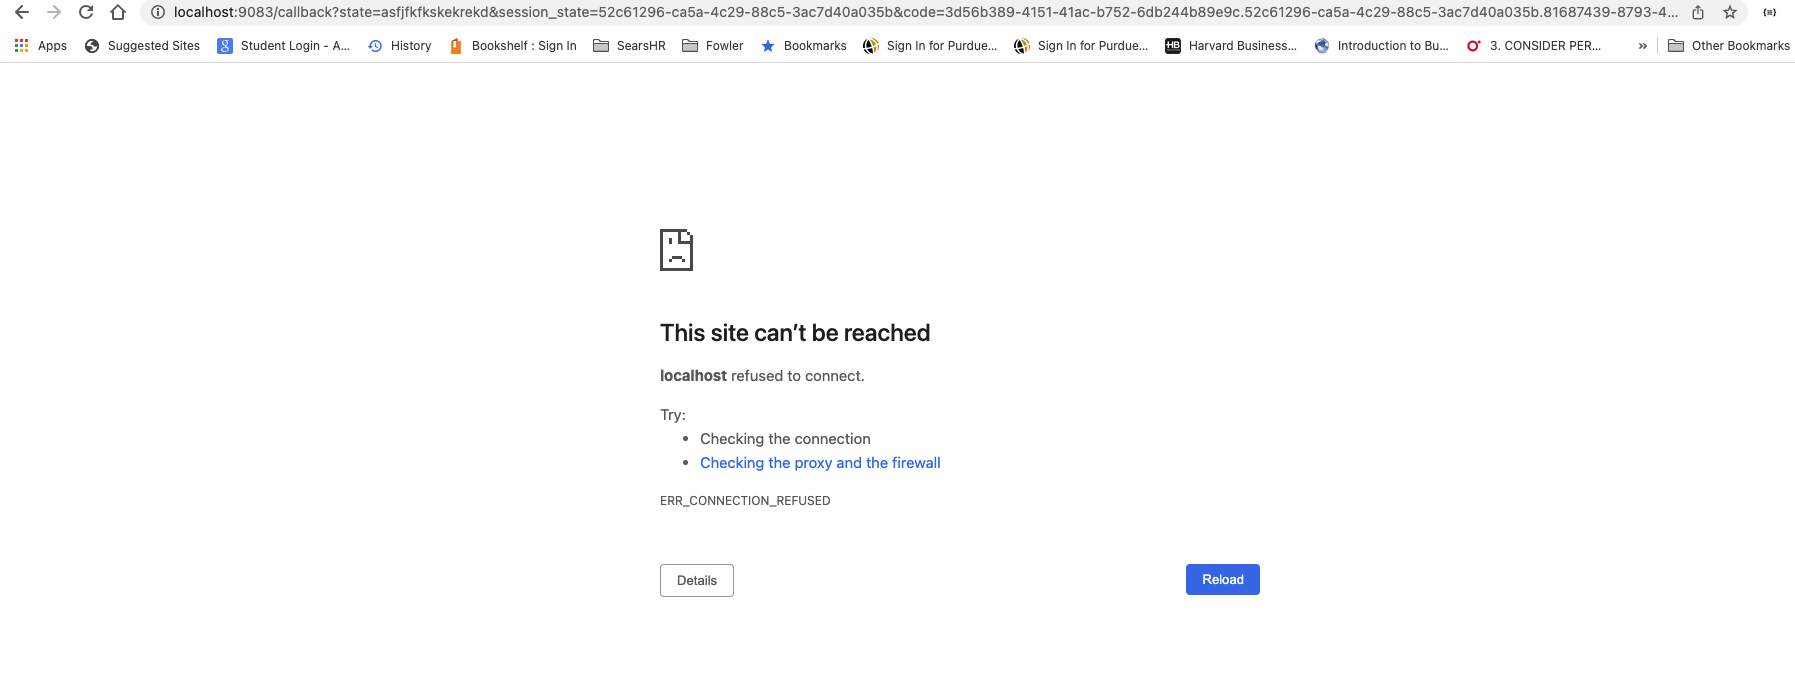 localhost:9083/callback?state=asfjfkfkskekrekd&session_state=52c61296-ca5a-4c29-88c5-3ac7d40a035b&code=3d56b389-4151-41ac-b752-6db244b89e9c.52c61296-ca5a-4c29-88c5-3ac7d40a035b.81687439-8793-4...
Apps Suggested Sites Student Login - A... History Bookshelf : Sign In SearsHR Fowler Bookmarks Sign In for Purdue... Sign In for Purdue... HB Harvard Business... Introduction to Bu... 3. CONSIDER PER... » Other Bookmarks
This site can't be reached
localhost refused to connect.
Try:
• Checking the connection
• Checking the proxy and the firewall
ERR_CONNECTION_REFUSED
Details Reload